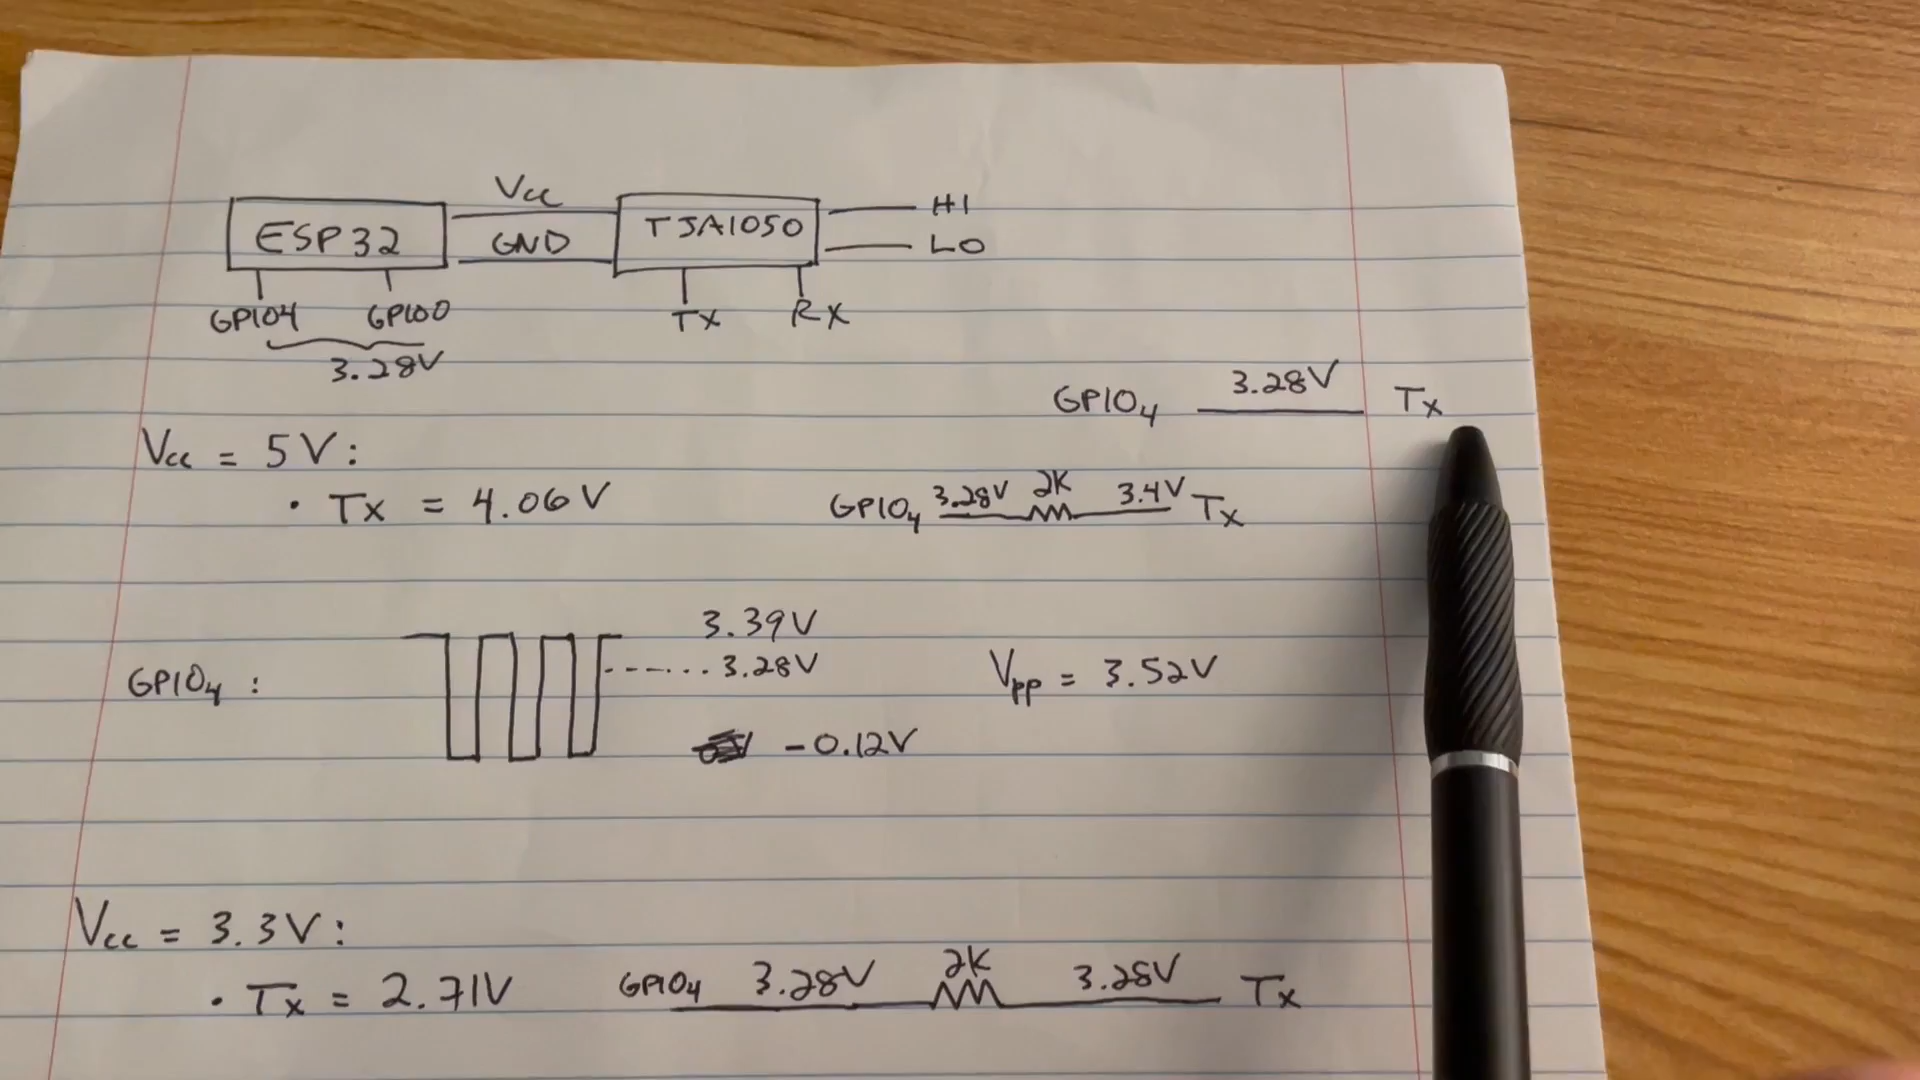 Vcc
ESP32 GND TJA1050 HI
LO
GPIO4 GPIO0 TX RX
3.28V
GPIO4 3.28V Tx
Vcc = 5V:
• Tx = 4.06V
GPIO4 3.28V 2K 3.4V Tx
3.39V
GPIO4 : 3.28V Vpp = 3.52V
-0.12V
Vcc = 3.3V:
• Tx = 2.71V
GPIO4 3.28V 2K 3.28V Tx